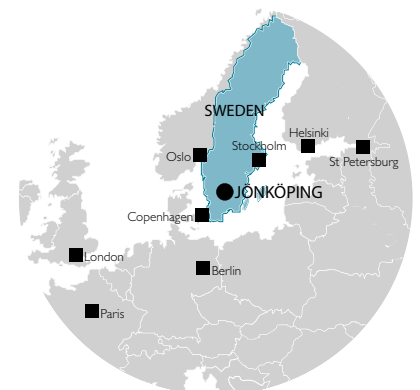 SWEDEN
Helsinki
Stockholm
Oslo
St Petersburg
JÖNKÖPING
Copenhagen
London
Berlin
Paris